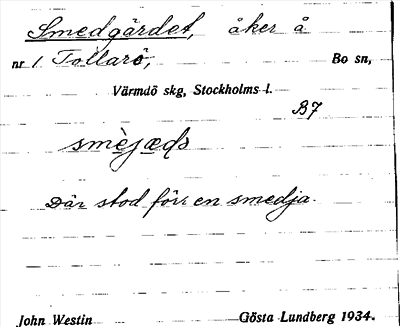 Smedgärdet, åker å
nr 1. Tollarö, Bo sn,
Värmdö skg, Stockholms l.
B7
smèjæds
Där stod förr en smedja.
John Westin Gösta Lundberg 1934.